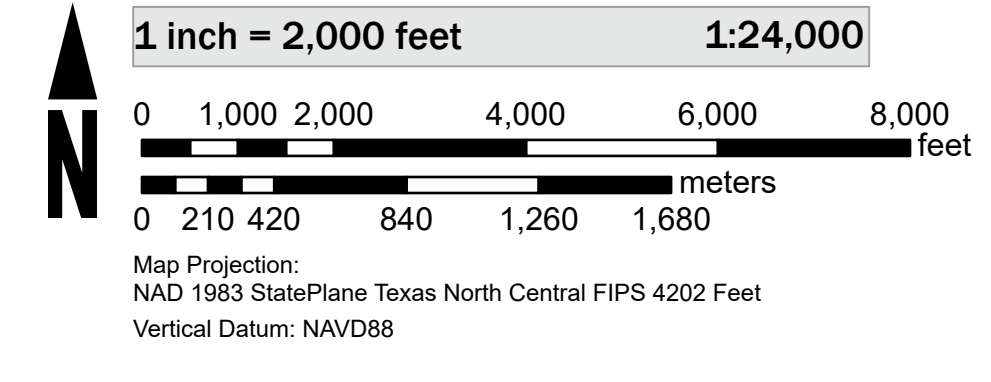 N
1 inch = 2,000 feet 1:24,000
0 1,000 2,000 4,000 6,000 8,000
feet
meters
0 210 420 840 1,260 1,680
Map Projection:
NAD 1983 StatePlane Texas North Central FIPS 4202 Feet
Vertical Datum: NAVD88